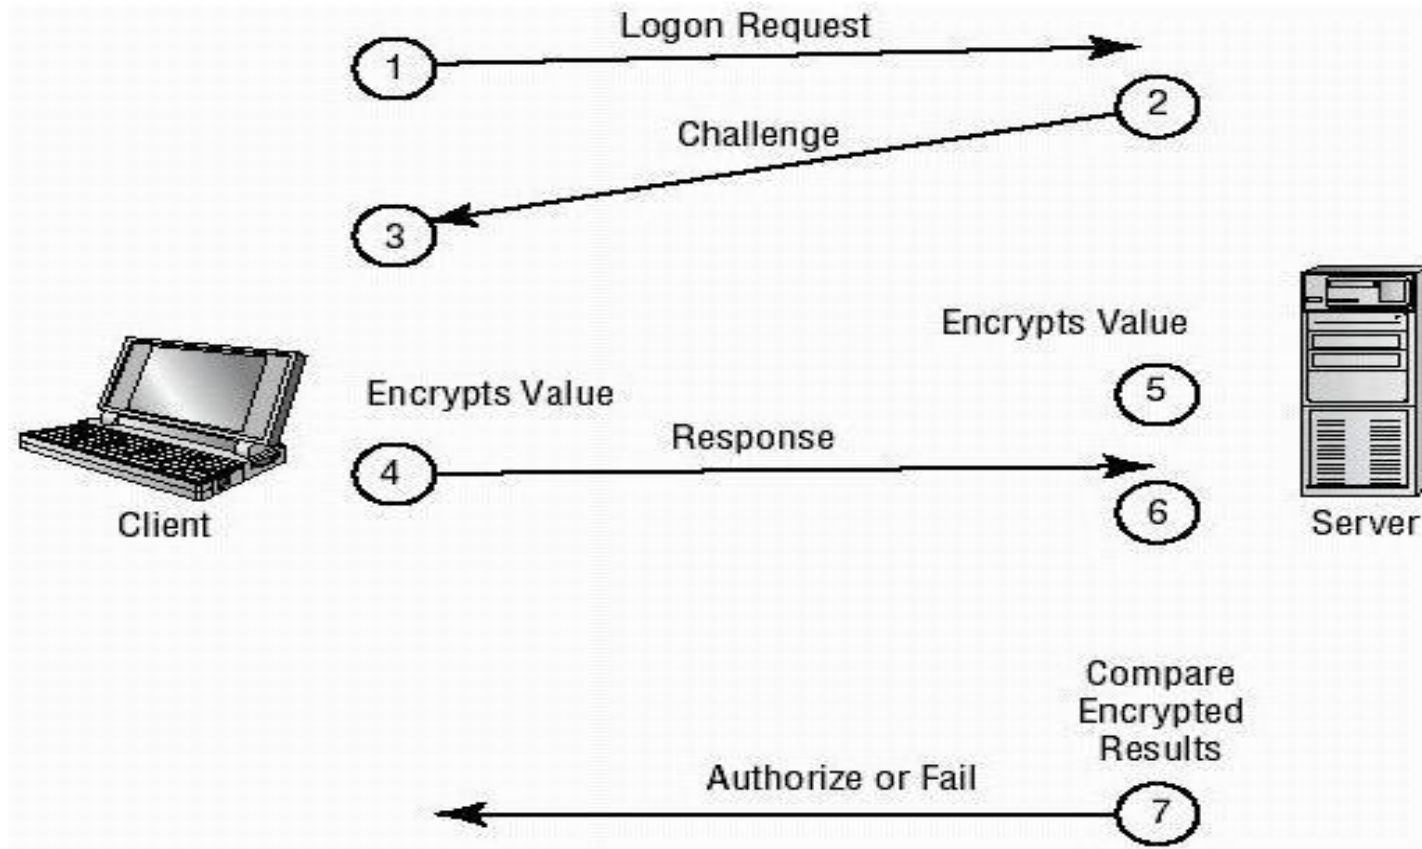 Logon Request
1
2
Challenge
3
Encrypts Value
5
Encrypts Value
Response
4
6
Client
Server
Compare
Encrypted
Results
Authorize or Fail
7